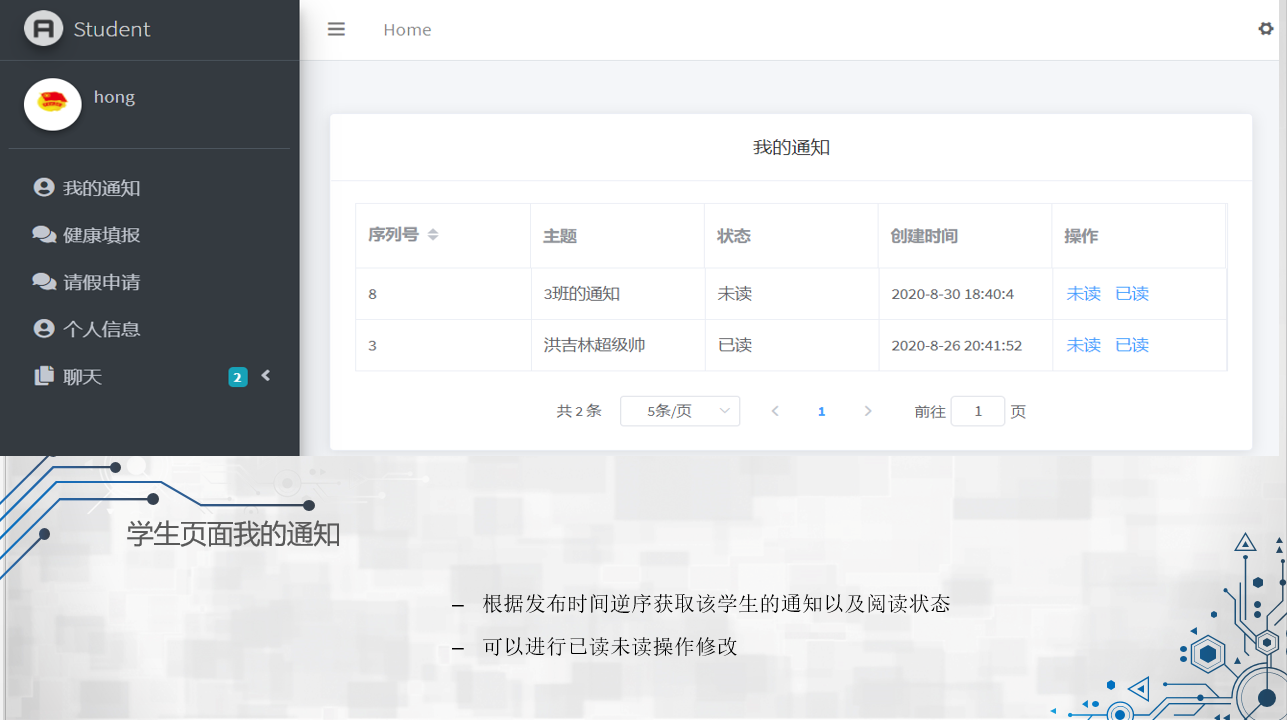 Student
Home
hong
我的通知
健康填报
请假申请
个人信息
聊天 2
我的通知
序列号 主题 状态 创建时间 操作
8 3班的通知 未读 2020-8-30 18:40:4 未读 已读
3 洪吉林超级帅 已读 2020-8-26 20:41:52 未读 已读
共 2 条 5条/页 1 前往 1 页
学生页面我的通知
– 根据发布时间逆序获取该学生的通知以及阅读状态
– 可以进行已读未读操作修改